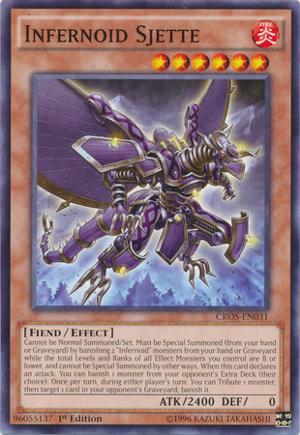 INFERNOID SJETTE
FIRE
炎
CROS-EN031
[FIEND / EFFECT]
Cannot be Normal Summoned/Set. Must be Special Summoned (from your hand
or Graveyard) by banishing 2 "Infernoid" monsters from your hand or Graveyard
while the total Levels and Ranks of all Effect Monsters you control are 8 or
lower, and cannot be Special Summoned by other ways. When this card declares
an attack: You can banish 1 monster from your opponent's Extra Deck (their
choice). Once per turn, during either player's turn: You can Tribute 1 monster,
then target 1 card in your opponent's Graveyard; banish it.
ATK/2400 DEF/ 0
96055137 1st Edition
©1996 KAZUKI TAKAHASHI